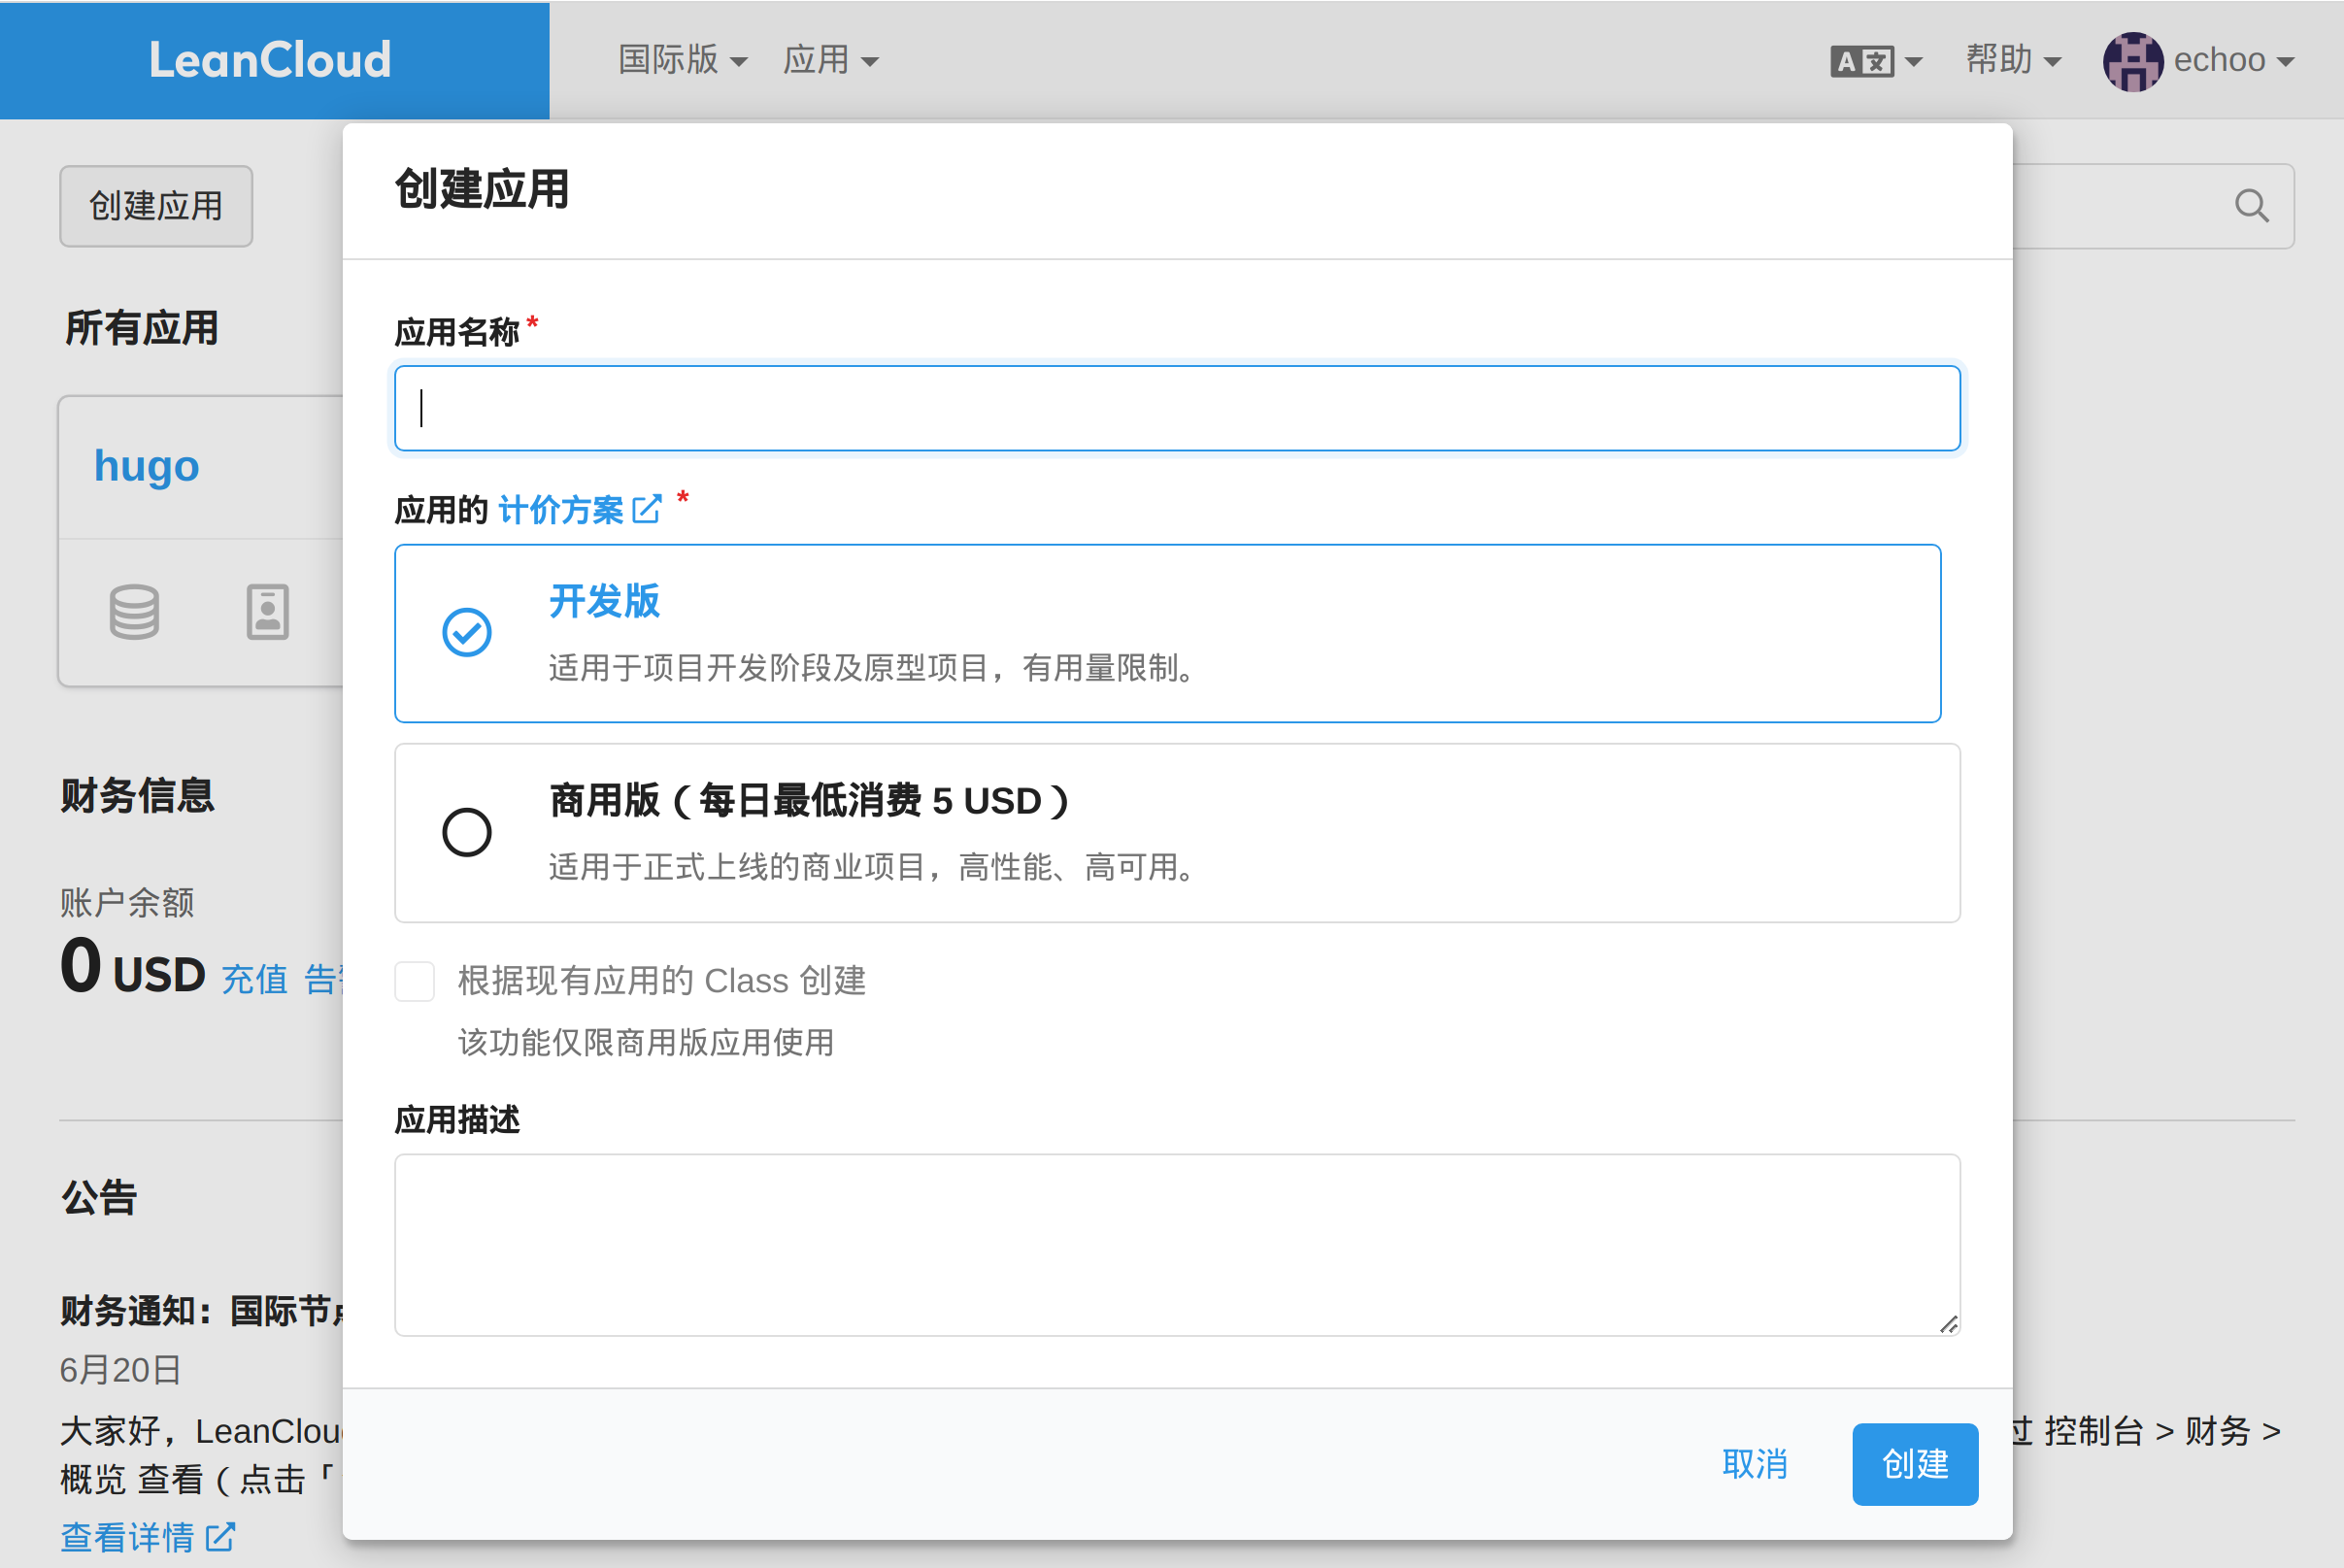 LeanCloud
国际版 应用 A 文 帮助 echoo
创建应用
所有应用
hugo
财务信息
账户余额
0 USD 充值
公告
财务通知：国际节
6月20日
大家好，LeanClou
概览 查看（点击「
查看详情
控制台 > 财务 >
创建应用
应用名称 *
应用的 计价方案 *
开发版
适用于项目开发阶段及原型项目，有用量限制。
商用版（每日最低消费 5 USD）
适用于正式上线的商业项目，高性能、高可用。
根据现有应用的 Class 创建
该功能仅限商用版应用使用
应用描述
取消 创建